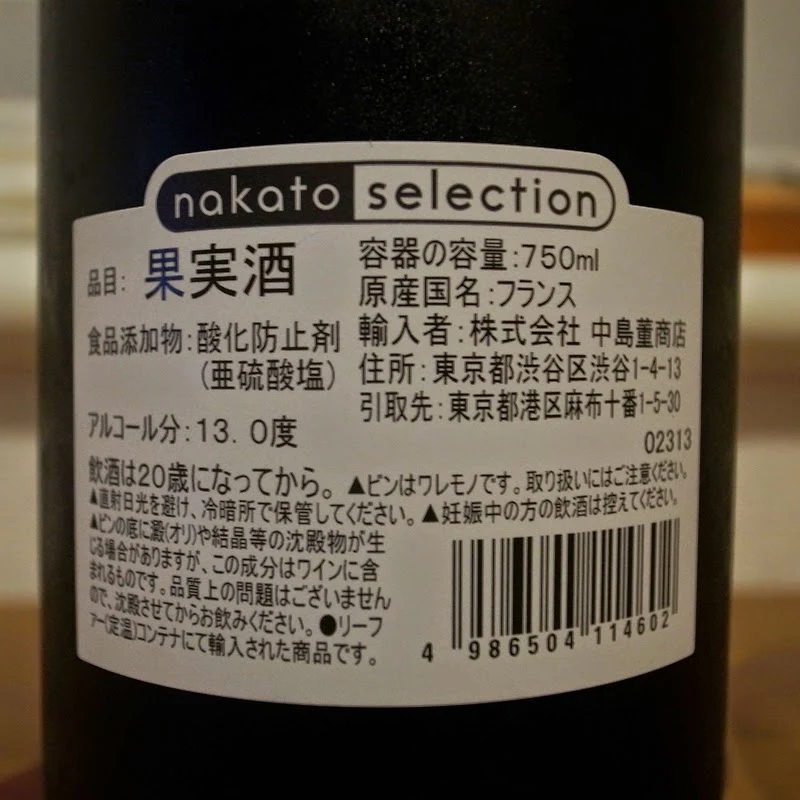 nakato selection
品目: 果実酒
食品添加物:酸化防止剤
(亜硫酸塩)
アルコール分:13.0度
容器の容量:750ml
原産国名:フランス
輸入者:株式会社 中島董商店
住所:東京都渋谷区渋谷1-4-13
引取先:東京都港区麻布十番1-5-30
02313
飲酒は20歳になってから。▲ビンはワレモノです。取り扱いにはご注意ください。
▲直射日光を避け、冷暗所で保管してください。▲妊娠中の方の飲酒は控えてください。
▲ビンの底に澱(オリ)や結晶等の沈殿物が生
じる場合がありますが、この成分はワインに含
まれるものです。品質上の問題はございません
ので、沈殿させてからお飲みください。●リーフ
ァー(定温)コンテナにて輸入された商品です。
4 986504 114602